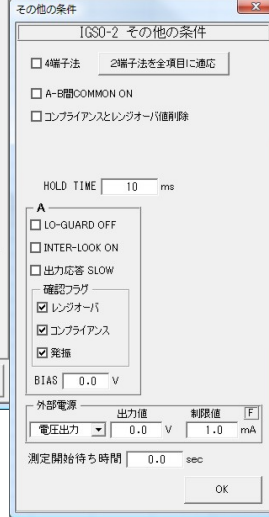 その他の条件
IGSO-2 その他の条件
4端子法 2端子法を全項目に適応
A-B間COMMON ON
コンプライアンスとレンジオーバ値削除
HOLD TIME 10 ms
A
LO-GUARD OFF
INTER-LOOK ON
出力応答 SLOW
確認フラグ
レンジオーバ
コンプライアンス
発振
BIAS 0.0 V
外部電源
出力値 制限値 F
電圧出力 0.0 V 1.0 mA
測定開始待ち時間 0.0 sec
OK